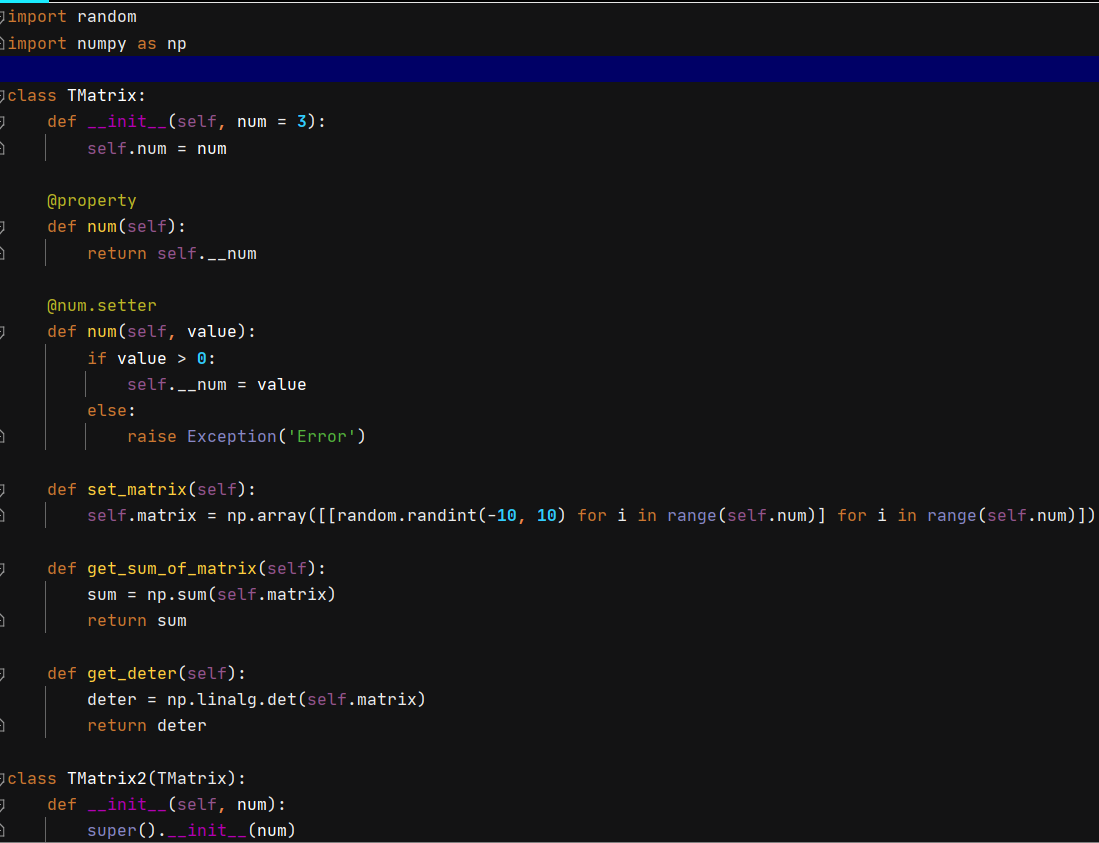 import random
import numpy as np
class TMatrix:
    def __init__(self, num = 3):
        self.num = num
    @property
    def num(self):
        return self.__num
    @num.setter
    def num(self, value):
        if value > 0:
            self.__num = value
        else:
            raise Exception('Error')
    def set_matrix(self):
        self.matrix = np.array([[random.randint(-10, 10) for i in range(self.num)] for i in range(self.num)])
    def get_sum_of_matrix(self):
        sum = np.sum(self.matrix)
        return sum
    def get_deter(self):
        deter = np.linalg.det(self.matrix)
        return deter
class TMatrix2(TMatrix):
    def __init__(self, num):
        super().__init__(num)